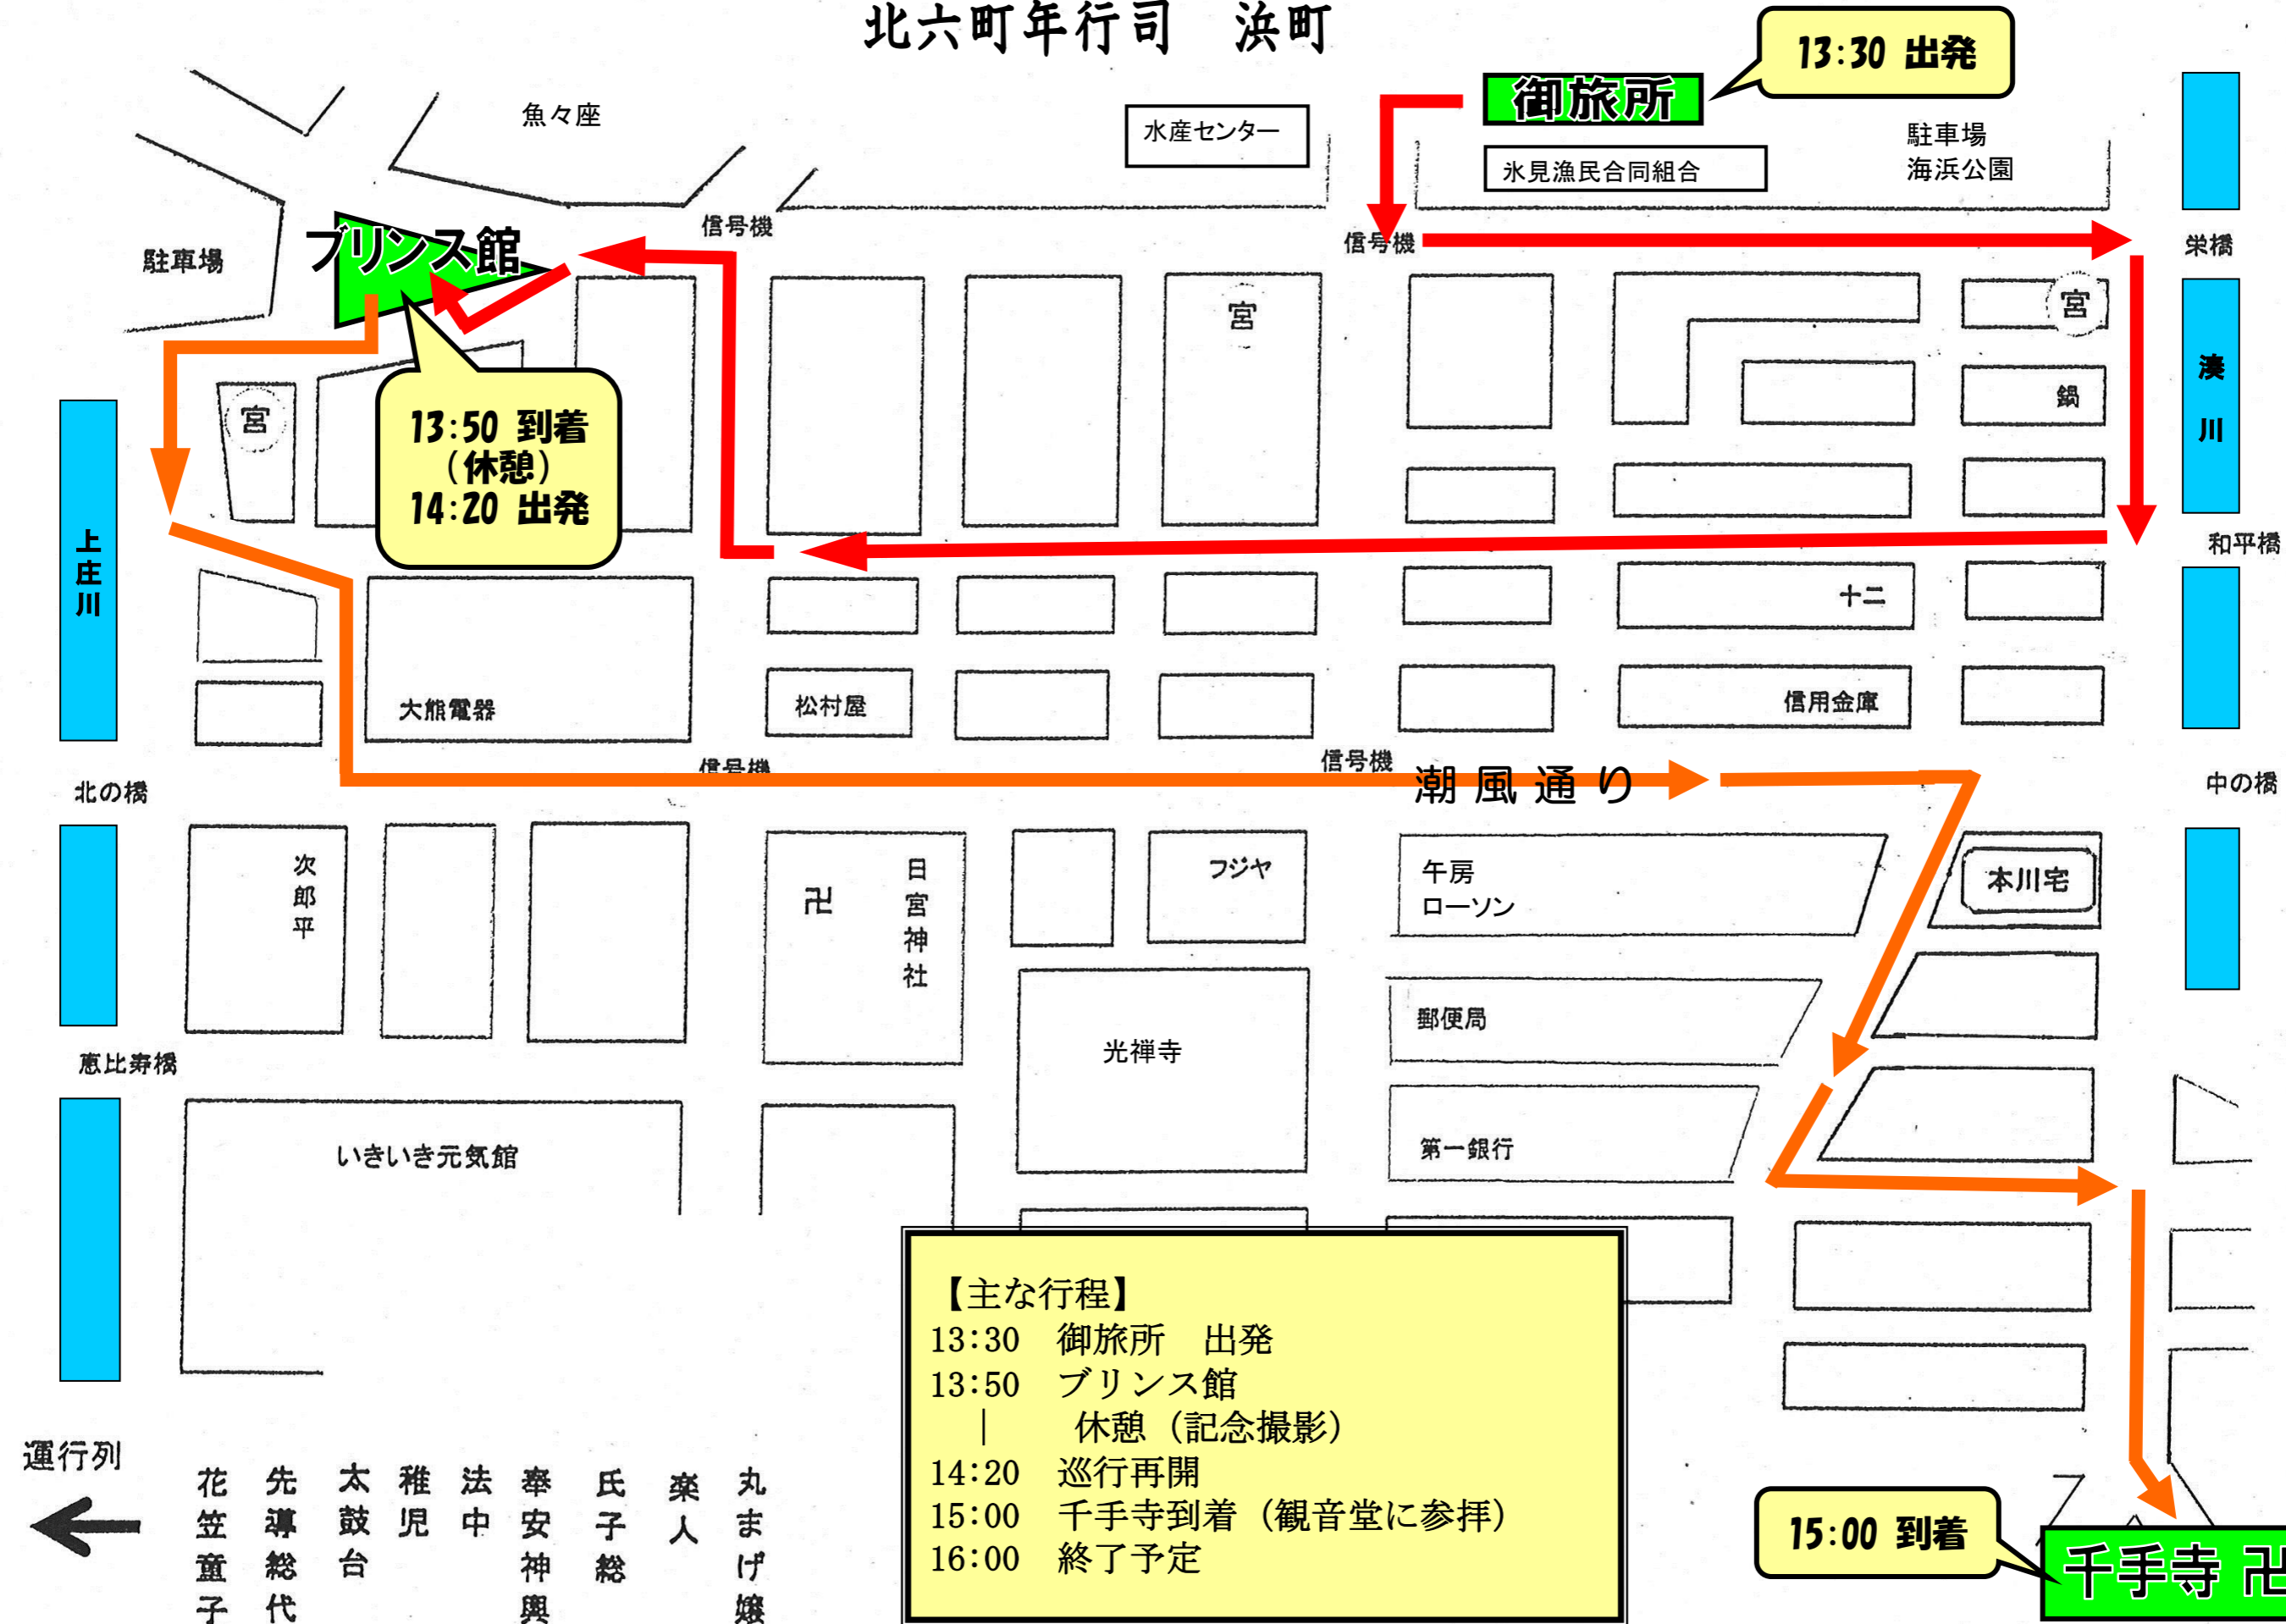 北六町年行司　浜町
13:30 出発
御旅所
魚々座
水産センター
氷見漁民合同組合
駐車場
海浜公園
信号機
信号機
栄橋
駐車場
ブリンス館
宮
宮
宮
鍋
湊川
13:50 到着
（休憩）
14:20 出発
上庄川
和平橋
十二
大熊電器
松村屋
信用金庫
信号機
信号機
潮風通り
北の橋
中の橋
次郎平
卍
日宮神社
フジヤ
午房
ローソン
本川宅
郵便局
光禅寺
恵比寿橋
いきいき元気館
第一銀行
【主な行程】
13:30　御旅所　出発
13:50　ブリンス館
｜　　休憩（記念撮影）
14:20　巡行再開
15:00　千手寺到着（観音堂に参拝）
16:00　終了予定
運行列
花笠童子
先導総代
太鼓台
稚児
法中
奉安神輿
氏子総
楽人
丸まげ嬢
15:00 到着
千手寺 卍